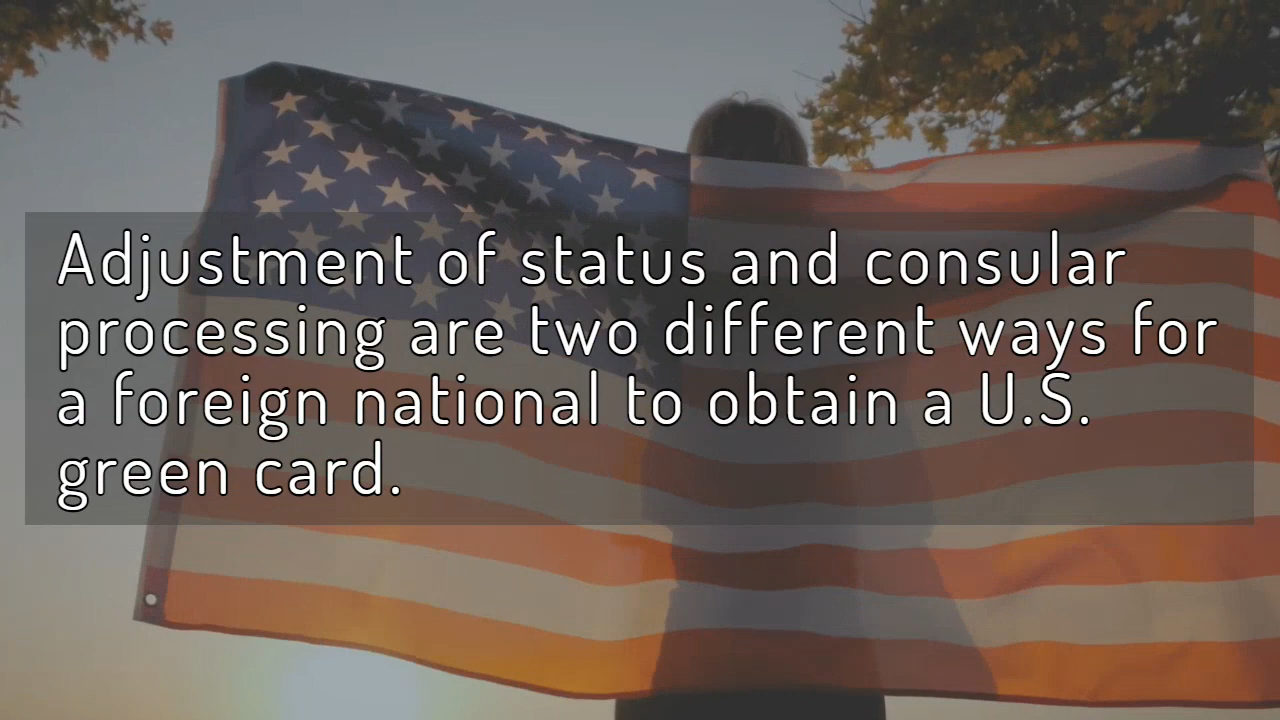 Adjustment of status and consular
processing are two different ways for
a foreign national to obtain a U.S.
green card.